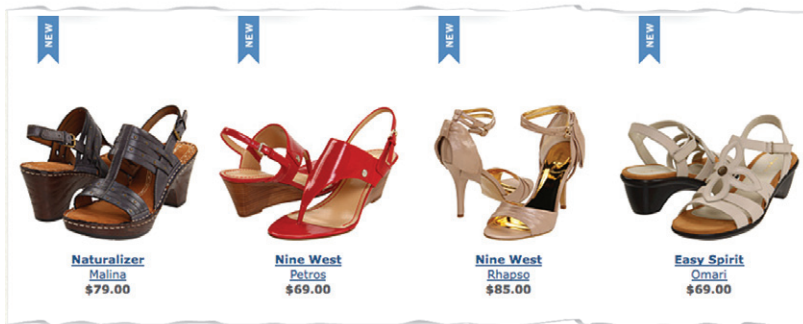 NEW
NEW
NEW
NEW
Naturalizer
Malina
$79.00
Nine West
Petros
$69.00
Nine West
Rhapso
$85.00
Easy Spirit
Omari
$69.00